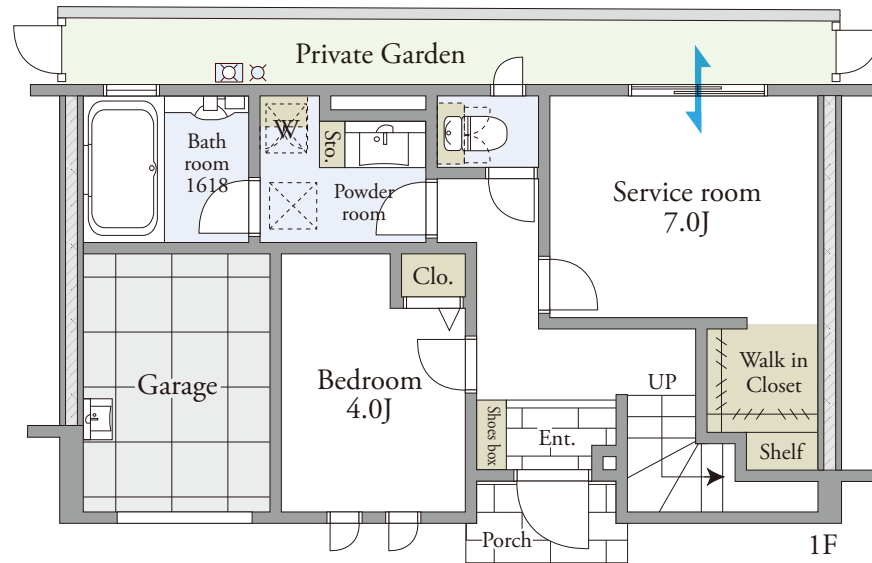 Private Garden
Bath
room
1618
W
Sto.
Powder
room
Service room
7.0J
Clo.
Garage
Bedroom
4.0J
UP
Walk in
Closet
Shoes box
Ent.
Shelf
Porch
1F